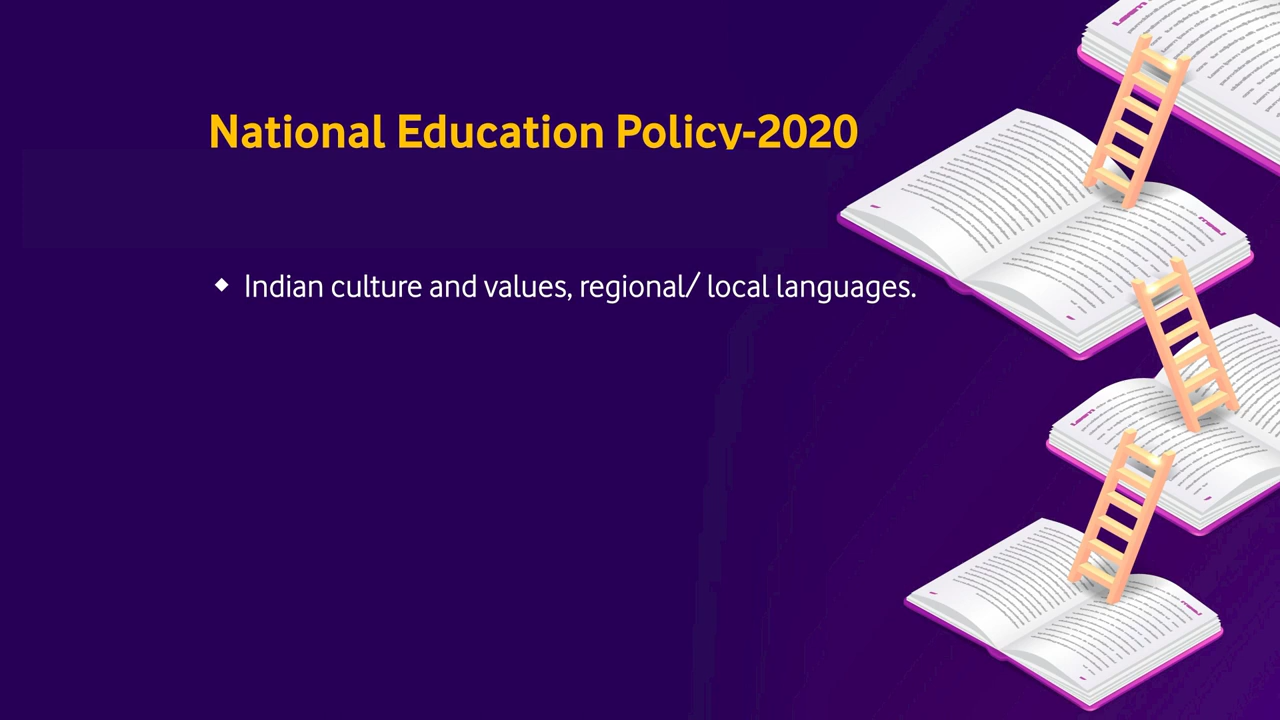 National Education Policy-2020
◆ Indian culture and values, regional/ local languages.